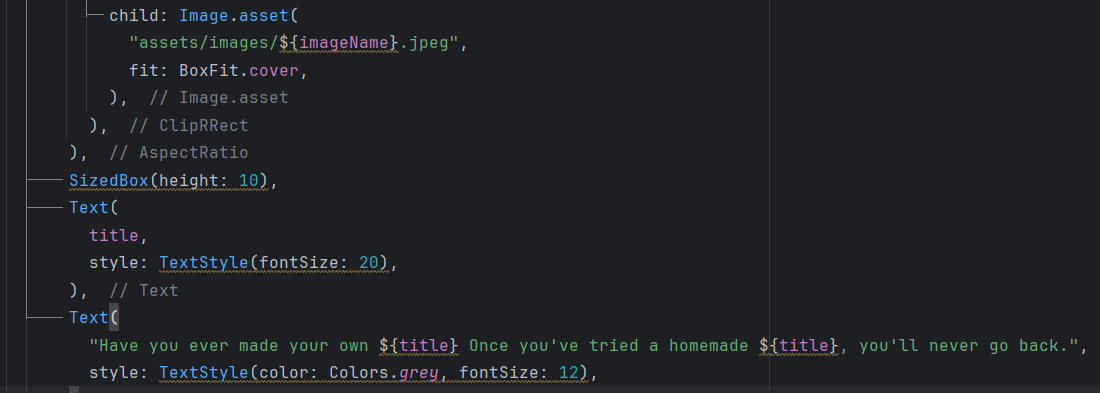 child: Image.asset(
"assets/images/${imageName}.jpeg",
fit: BoxFit.cover,
), // Image.asset
), // ClipRRect
), // AspectRatio
SizedBox(height: 10),
Text(
title,
style: TextStyle(fontSize: 20),
), // Text
Text(
"Have you ever made your own ${title} Once you've tried a homemade ${title}, you'll never go back.",
style: TextStyle(color: Colors.grey, fontSize: 12),